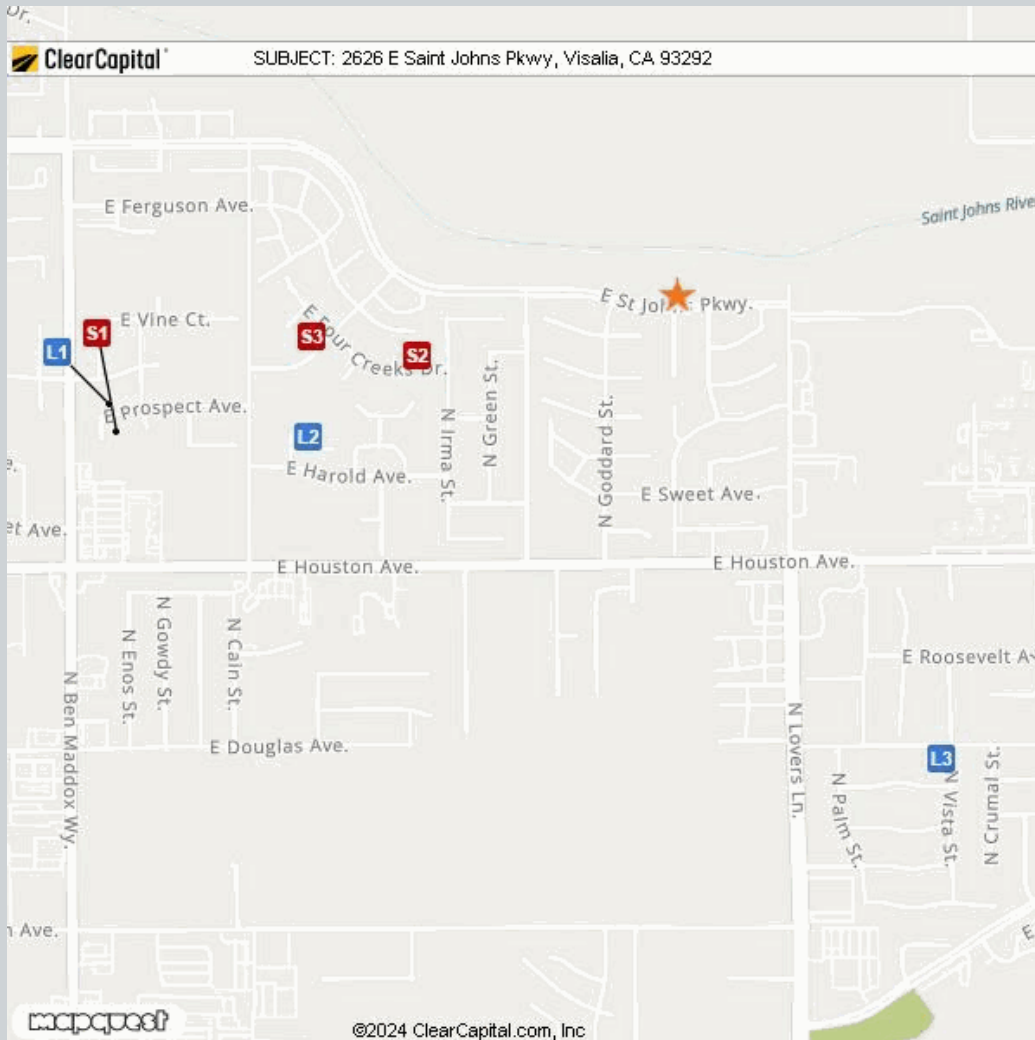 Dr.
ClearCapital
SUBJECT: 2626 E Saint Johns Pkwy, Visalia, CA 93292
E Ferguson Ave.
Saint Johns River
E St Johns Pkwy.
E Vine Ct.
S1
L1
S3
E Four Creeks Dr.
S2
E Prospect Ave.
N Green St.
N Irma St.
N Goddard St.
L2
E Harold Ave.
E Sweet Ave.
et Ave.
E Houston Ave.
E Houston Ave.
N Enos St.
N Gowdy St.
N Cain St.
E Roosevelt Av
N Ben Maddox Wy.
E Douglas Ave.
N Lovers Ln.
L3
N Palm St.
N Vista St.
N Crumal St.
n Ave.
E
mapquest
©2024 ClearCapital.com, Inc